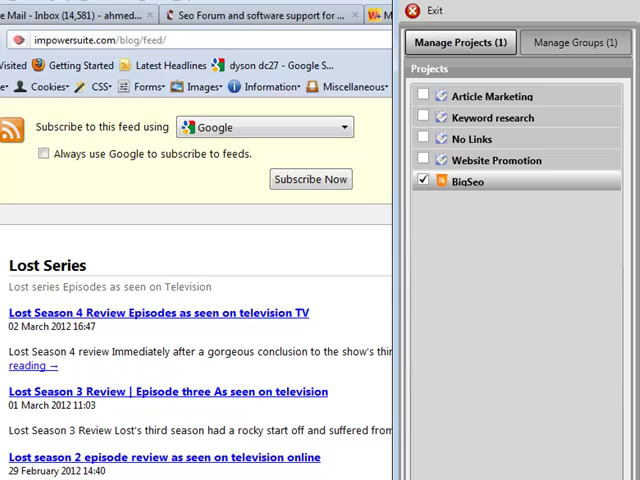 e Mail - Inbox (14,581) - ahmed...
Seo Forum and software support for ...
W+ M
impowersuite.com/blog/feed/
Visited
Getting Started
Latest Headlines
dyson dc27 - Google S...
Cookies
CSS
Forms
Images
Information
Miscellaneous
Subscribe to this feed using
Google
Always use Google to subscribe to feeds.
Subscribe Now
Lost Series
Lost series Episodes as seen on Television
Lost Season 4 Review Episodes as seen on television TV
02 March 2012 16:47
Lost Season 4 review Immediately after a gorgeous conclusion to the show's thi
reading →
Lost Season 3 Review | Episode three As seen on television
01 March 2012 11:03
Lost Season 3 Review Lost's third season had a rocky start off and suffered from
Lost season 2 episode review as seen on television online
29 February 2012 14:40
Exit
Manage Projects (1)
Manage Groups (1)
Projects
Article Marketing
Keyword research
No Links
Website Promotion
BigSeo